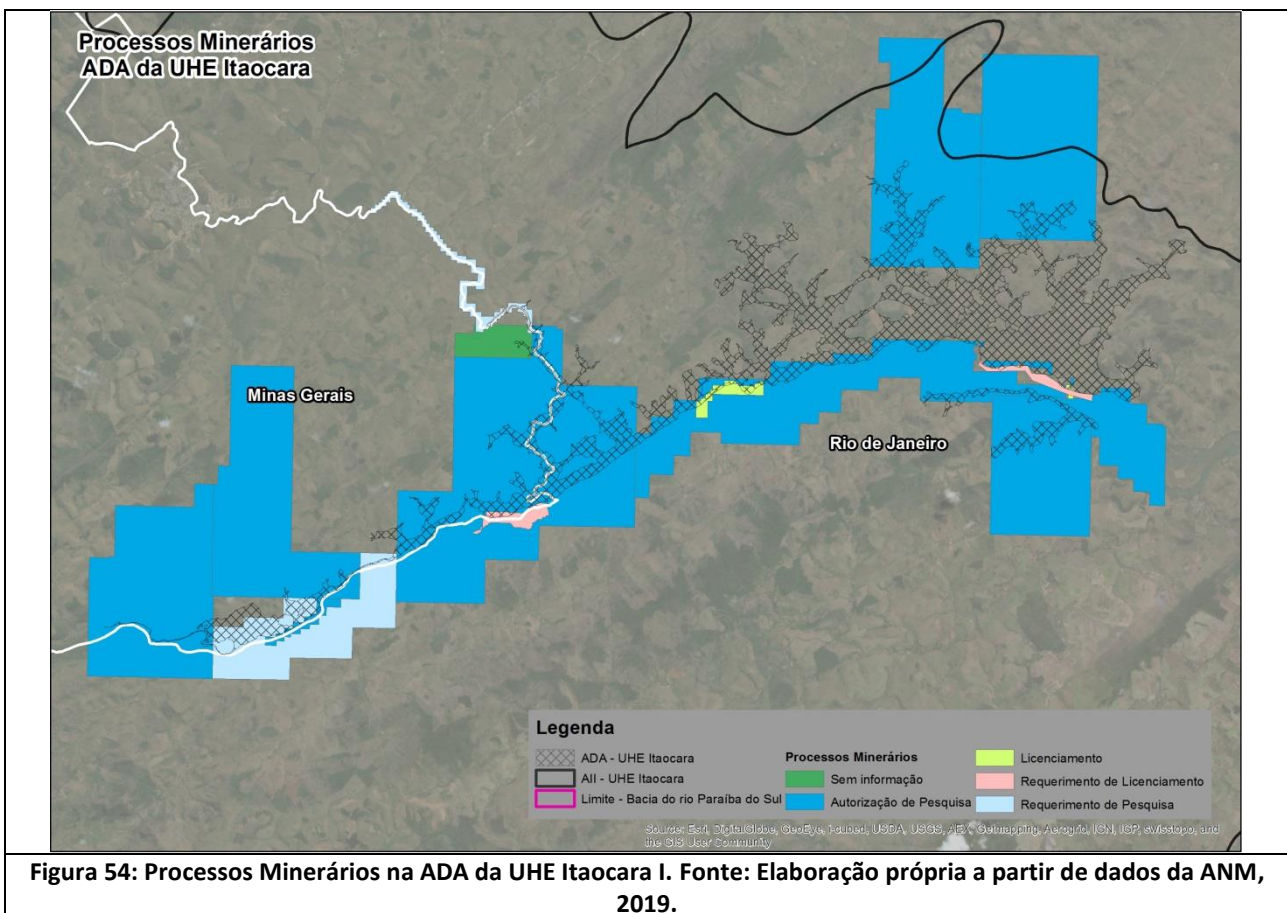 Processos Minerários
ADA da UHE Itaocara
Minas Gerais
Rio de Janeiro
Legenda
ADA - UHE Itaocara
AII - UHE Itaocara
Limite - Bacia do rio Paraíba do Sul
Processos Minerários
Sem informação
Autorização de Pesquisa
Licenciamento
Requerimento de Licenciamento
Requerimento de Pesquisa
Source: Esri, DigitalGlobe, GeoEye, i-cubed, USDA, USGS, AEX, Getmapping, Aerogrid, IGN, IGP, swisstopo, and
the GIS User Community
Figura 54: Processos Minerários na ADA da UHE Itaocara I. Fonte: Elaboração própria a partir de dados da ANM,
2019.